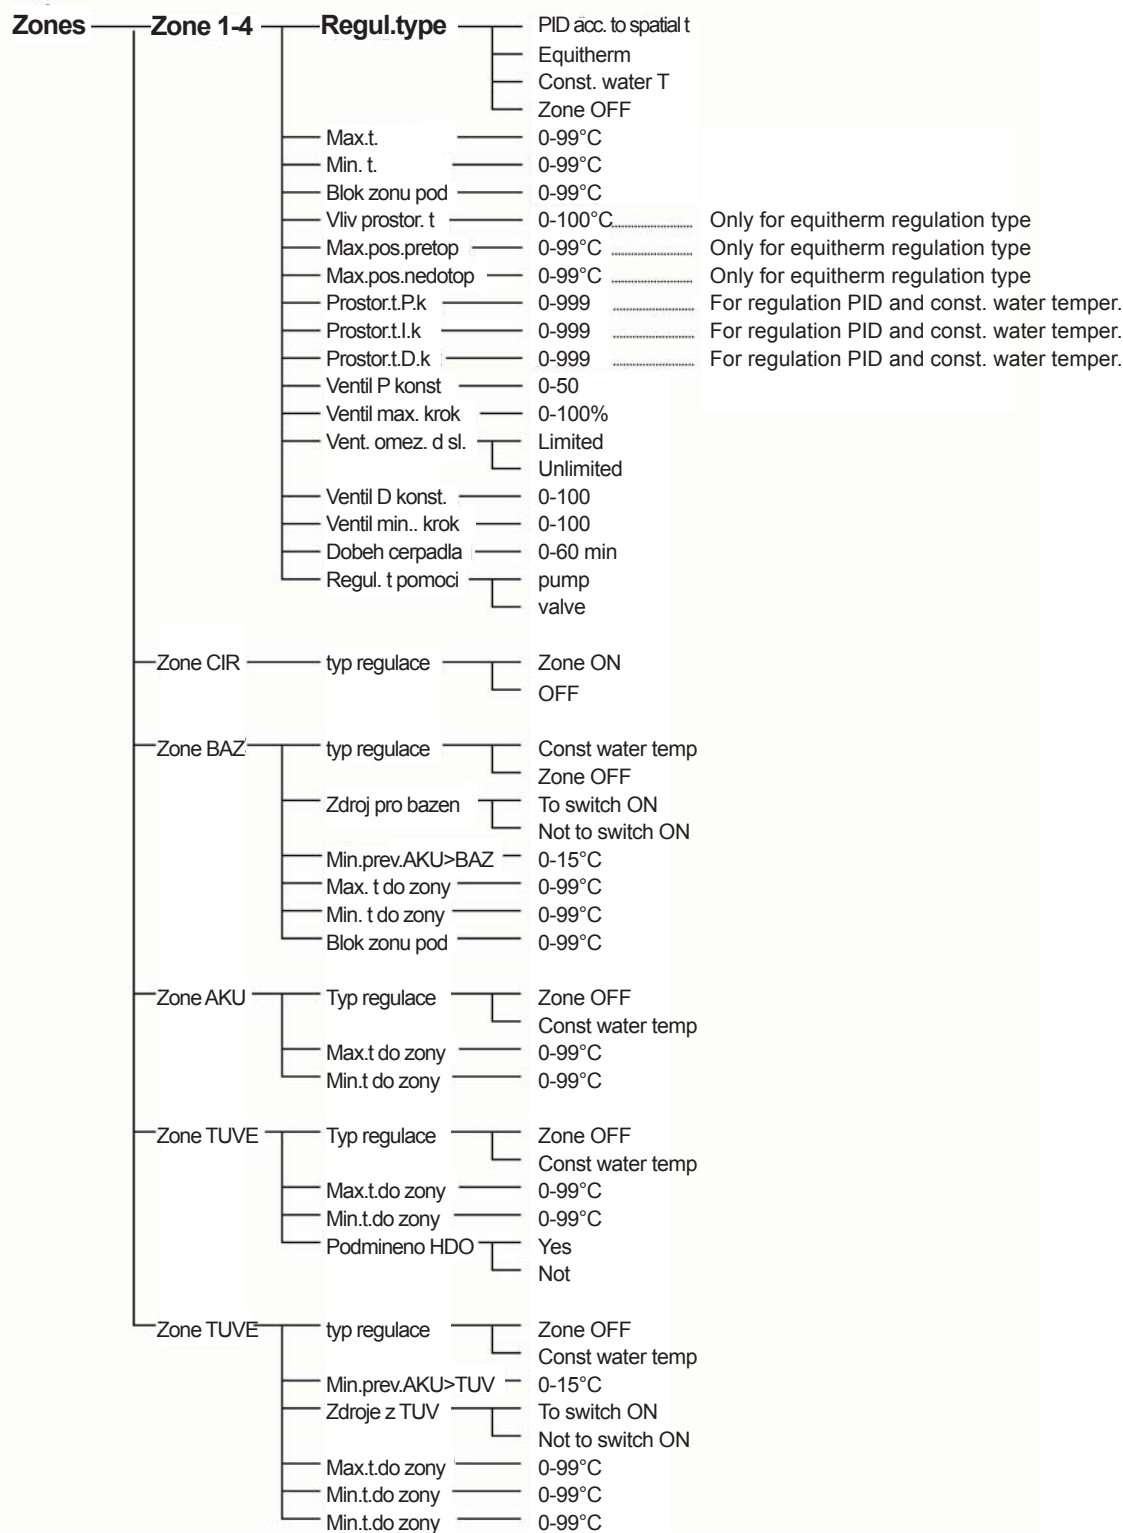 Zones Zone 1-4 Regul.type PID acc. to spatial t
Equitherm
Const. water T
Zone OFF
Max.t. 0-99°C
Min. t. 0-99°C
Blok zonu pod 0-99°C
Vliv prostor. t 0-100°C Only for equitherm regulation type
Max.pos.pretop 0-99°C Only for equitherm regulation type
Max.pos.nedotop 0-99°C Only for equitherm regulation type
Prostor.t.P.k 0-999 For regulation PID and const. water temper.
Prostor.t.I.k 0-999 For regulation PID and const. water temper.
Prostor.t.D.k 0-999 For regulation PID and const. water temper.
Ventil P konst 0-50
Ventil max. krok 0-100%
Vent. omez. d sl. Limited
Unlimited
Ventil D konst. 0-100
Ventil min.. krok 0-100
Dobeh cerpadla 0-60 min
Regul. t pomoci pump
valve
Zone CIR typ regulace Zone ON
OFF
Zone BAZ typ regulace Const water temp
Zone OFF
Zdroj pro bazen To switch ON
Not to switch ON
Min.prev.AKU>BAZ 0-15°C
Max. t do zony 0-99°C
Min. t do zony 0-99°C
Blok zonu pod 0-99°C
Zone AKU Typ regulace Zone OFF
Const water temp
Max.t do zony 0-99°C
Min.t do zony 0-99°C
Zone TUVE Typ regulace Zone OFF
Const water temp
Max.t.do zony 0-99°C
Min.t.do zony 0-99°C
Podmineno HDO Yes
Not
Zone TUVE typ regulace Zone OFF
Const water temp
Min.prev.AKU>TUV 0-15°C
Zdroje z TUV To switch ON
Not to switch ON
Max.t.do zony 0-99°C
Min.t.do zony 0-99°C
Min.t.do zony 0-99°C